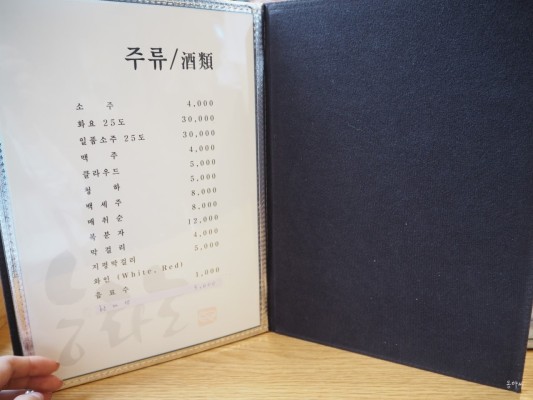 주류/酒類
소 주 4,000
화요 25도 30,000
일품소주 25도 30,000
맥 주 4,000
클라우드 5,000
청 하 5,000
백 세 주 8,000
매 취 순 8,000
복 분 자 12,000
막 걸 리 4,000
지평막걸리 5,000
와인 (White, Red)
음 료 수 1,000